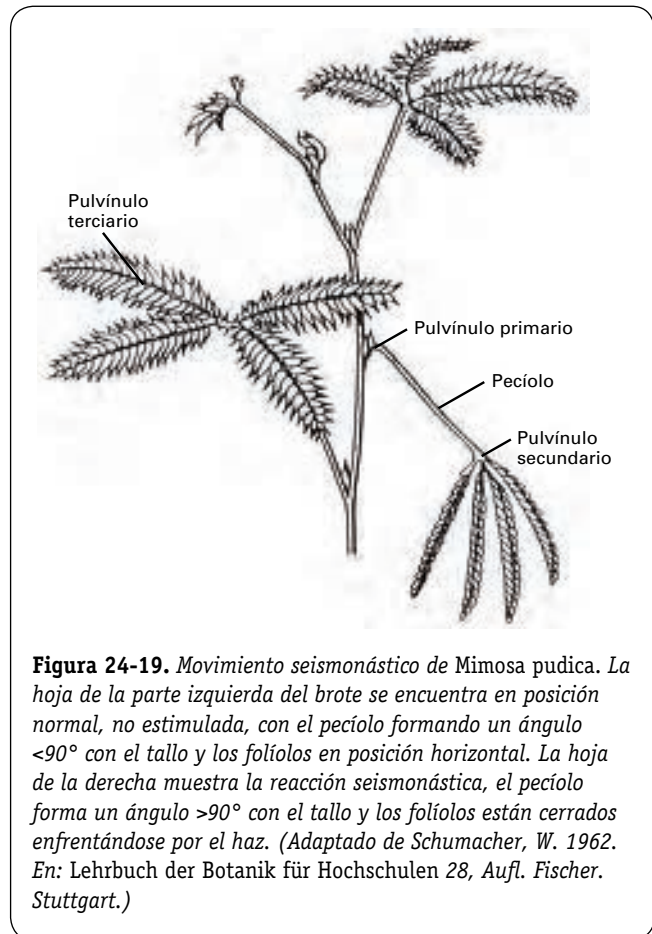 Pulvínulo
terciario
Pulvínulo primario
Pecíolo
Pulvínulo
secundario
Figura 24-19. Movimiento seismonástico de Mimosa pudica. La
hoja de la parte izquierda del brote se encuentra en posición
normal, no estimulada, con el pecíolo formando un ángulo
<90° con el tallo y los folíolos en posición horizontal. La hoja
de la derecha muestra la reacción seismonástica, el pecíolo
forma un ángulo >90° con el tallo y los folíolos están cerrados
enfrentándose por el haz. (Adaptado de Schumacher, W. 1962.
En: Lehrbuch der Botanik für Hochschulen 28, Aufl. Fischer.
Stuttgart.)